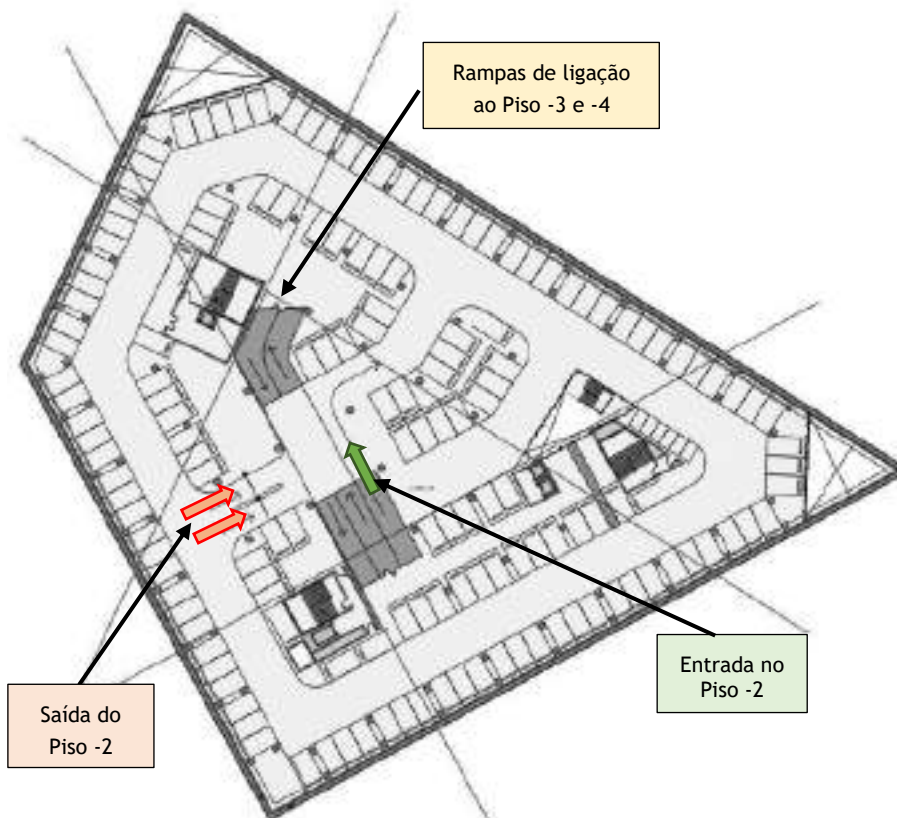 Rampas de ligação
ao Piso -3 e -4
Entrada no
Piso -2
Saída do
Piso -2